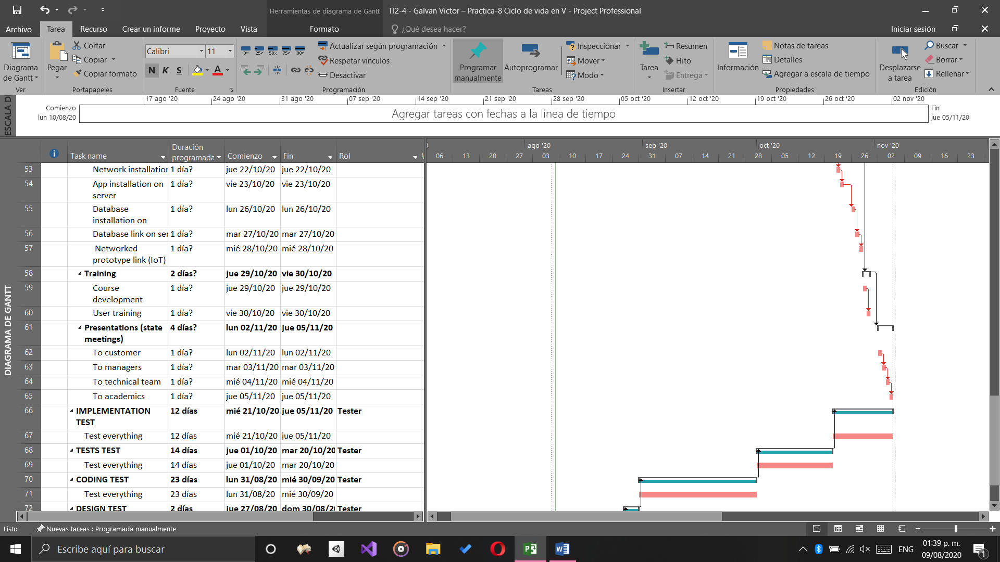 Herramientas de diagrama de Gantt
TI2-4 - Galvan Victor – Practica-8 Ciclo de vida en V - Project Professional
Archivo Tarea Recurso Crear un informe Proyecto Vista Formato ¿Qué desea hacer? Iniciar sesión
Diagrama de Gantt
Ver
Pegar
Cortar
Copiar
Copiar formato
Portapapeles
Calibri 11
N K S A
Fuente
0% 25% 50% 75% 100%
Actualizar según programación
Respetar vínculos
Desactivar
Programación
Programar manualmente
Autoprogramar
Inspeccionar
Mover
Modo
Tareas
Tarea
Resumen
Hito
Entrega
Insertar
Información
Notas de tareas
Detalles
Agregar a escala de tiempo
Propiedades
Desplazarse a tarea
Buscar
Borrar
Rellenar
Edición
ESCALA D
17 ago '20 24 ago '20 31 ago '20 07 sep '20 14 sep '20 21 sep '20 28 sep '20 05 oct '20 12 oct '20 19 oct '20 26 oct '20 02 nov '20
Comienzo
lun 10/08/20
Agregar tareas con fechas a la línea de tiempo
Fin
jue 05/11/20
DIAGRAMA DE GANTT
Task name Duración programada Comienzo Fin Rol
ago '20 sep '20 oct '20 nov '20
06 13 20 27 03 10 17 24 31 07 14 21 28 05 12 19 26 02 09 16 23
53 Network installation 1 día? jue 22/10/20 jue 22/10/20
54 App installation on server 1 día? vie 23/10/20 vie 23/10/20
55 Database installation on 1 día? lun 26/10/20 lun 26/10/20
56 Database link on se 1 día? mar 27/10/20 mar 27/10/20
57 Networked prototype link (IoT) 1 día? mié 28/10/20 mié 28/10/20
58 Training 2 días? jue 29/10/20 vie 30/10/20
59 Course development 1 día? jue 29/10/20 jue 29/10/20
60 User training 1 día? vie 30/10/20 vie 30/10/20
61 Presentations (state meetings) 4 días? lun 02/11/20 jue 05/11/20
62 To customer 1 día? lun 02/11/20 lun 02/11/20
63 To managers 1 día? mar 03/11/20 mar 03/11/20
64 To technical team 1 día? mié 04/11/20 mié 04/11/20
65 To academics 1 día? jue 05/11/20 jue 05/11/20
66 IMPLEMENTATION TEST 12 días mié 21/10/20 jue 05/11/20 Tester
67 Test everything 12 días mié 21/10/20 jue 05/11/20
68 TESTS TEST 14 días jue 01/10/20 mar 20/10/20 Tester
69 Test everything 14 días jue 01/10/20 mar 20/10/20
70 CODING TEST 23 días lun 31/08/20 mié 30/09/20 Tester
71 Test everything 23 días lun 31/08/20 mié 30/09/20
72 DESIGN TEST 2 días jue 27/08/20 dom 30/08/2 Tester
Listo Nuevas tareas : Programada manualmente
Escribe aquí para buscar
ENG
01:39 p. m.
09/08/2020
1